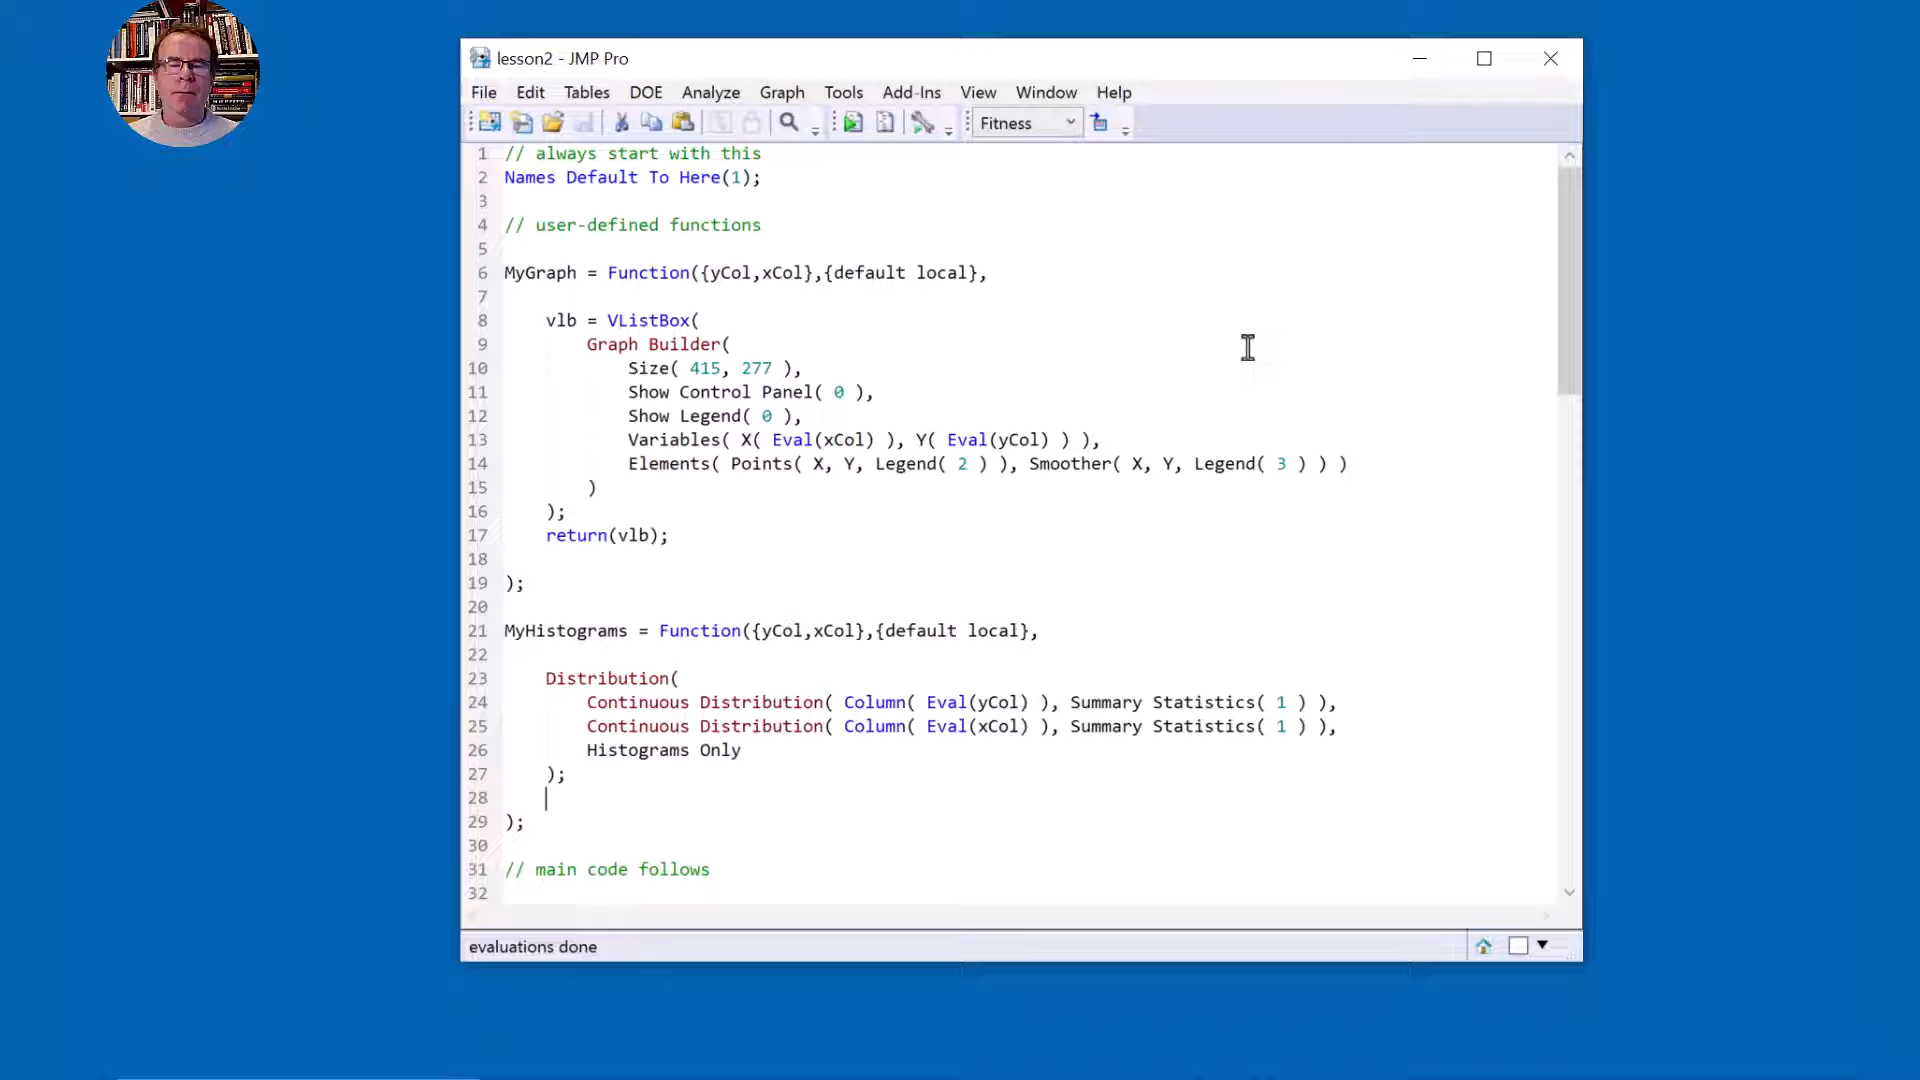 lesson2 - JMP Pro
File Edit Tables DOE Analyze Graph Tools Add-Ins View Window Help
Fitness
1 // always start with this
2 Names Default To Here(1);
3
4 // user-defined functions
5
6 MyGraph = Function({yCol,xCol},{default local},
7
8 vlb = VListBox(
9 Graph Builder(
10 Size( 415, 277 ),
11 Show Control Panel( 0 ),
12 Show Legend( 0 ),
13 Variables( X( Eval(xCol) ), Y( Eval(yCol) ) ),
14 Elements( Points( X, Y, Legend( 2 ) ), Smoother( X, Y, Legend( 3 ) ) )
15 )
16 );
17 return(vlb);
18
19 );
20
21 MyHistograms = Function({yCol,xCol},{default local},
22
23 Distribution(
24 Continuous Distribution( Column( Eval(yCol) ), Summary Statistics( 1 ) ),
25 Continuous Distribution( Column( Eval(xCol) ), Summary Statistics( 1 ) ),
26 Histograms Only
27 );
28
29 );
30
31 // main code follows
32
evaluations done